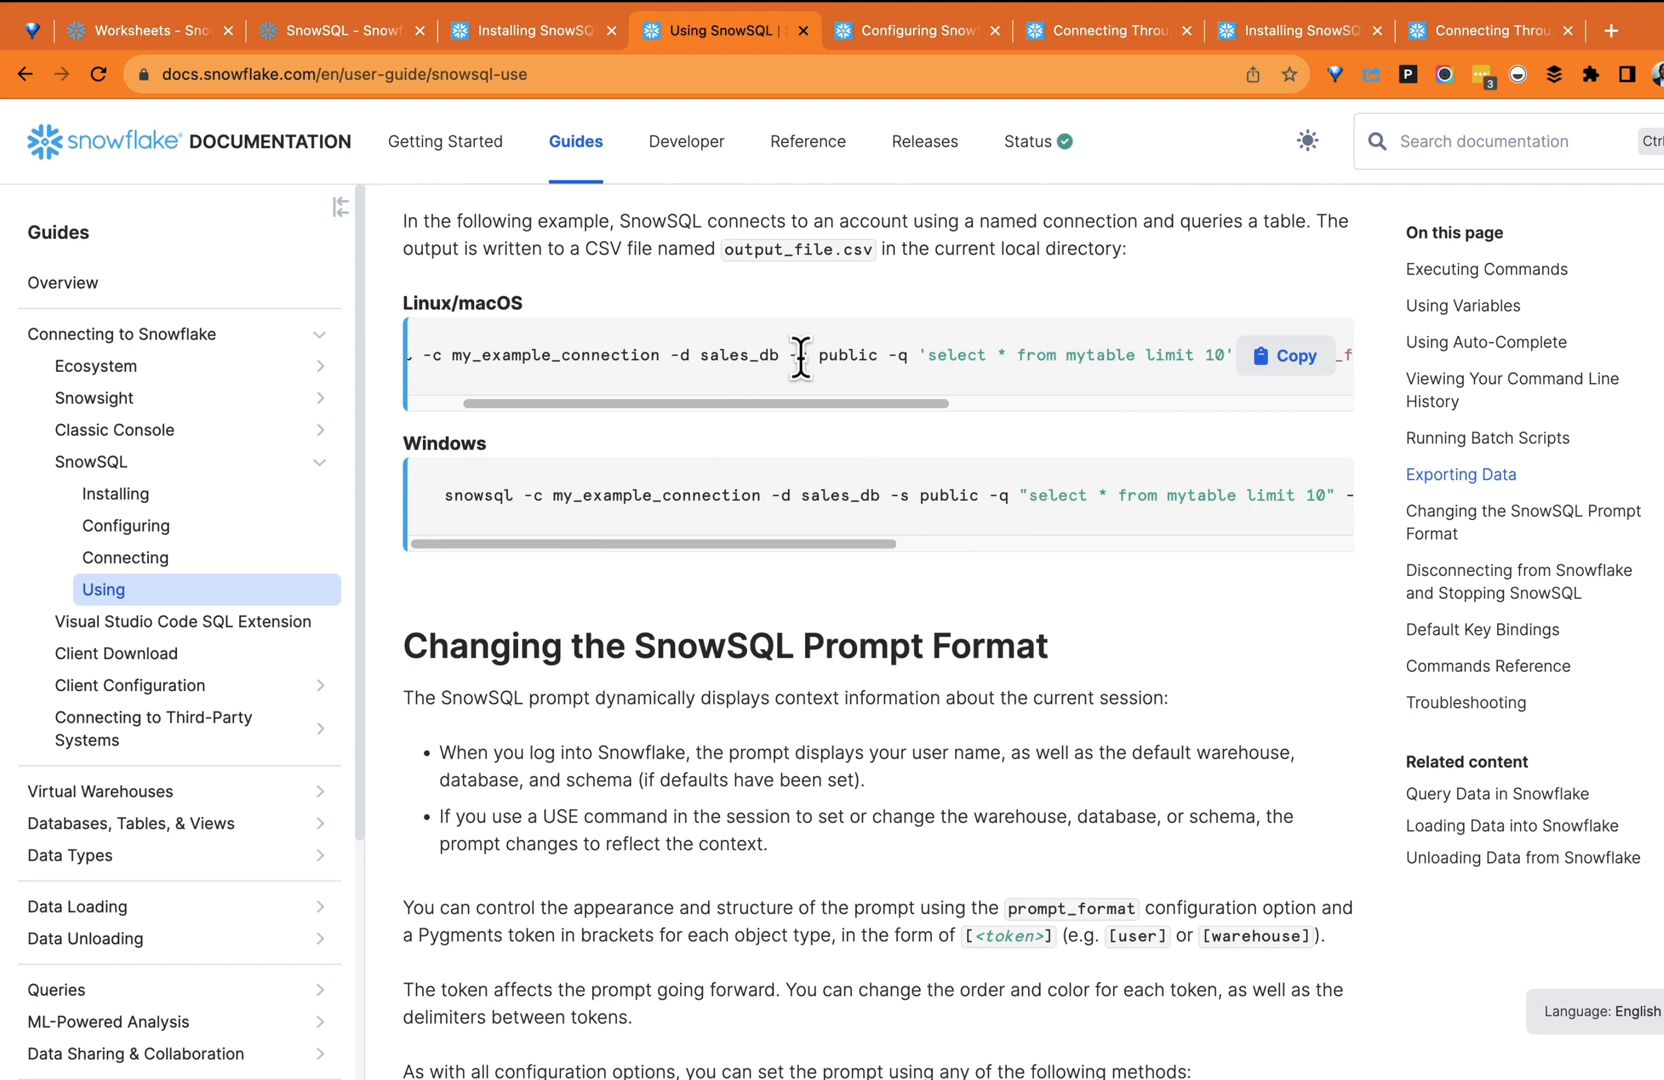 Worksheets - Sno
SnowSQL - Snowf
Installing SnowSQ
Using SnowSQL |
Configuring Snow
Connecting Throu
Installing SnowSQ
Connecting Throu
docs.snowflake.com/en/user-guide/snowsql-use
P
3
snowflake® DOCUMENTATION
Getting Started
Guides
Developer
Reference
Releases
Status
Search documentation
Ctrl
Guides
Overview
Connecting to Snowflake
Ecosystem
Snowsight
Classic Console
SnowSQL
Installing
Configuring
Connecting
Using
Visual Studio Code SQL Extension
Client Download
Client Configuration
Connecting to Third-Party
Systems
Virtual Warehouses
Databases, Tables, & Views
Data Types
Data Loading
Data Unloading
Queries
ML-Powered Analysis
Data Sharing & Collaboration
In the following example, SnowSQL connects to an account using a named connection and queries a table. The
output is written to a CSV file named output_file.csv in the current local directory:
Linux/macOS
-c my_example_connection -d sales_db public -q 'select * from mytable limit 10' _f
Copy
Windows
snowsql -c my_example_connection -d sales_db -s public -q "select * from mytable limit 10" -
Changing the SnowSQL Prompt Format
The SnowSQL prompt dynamically displays context information about the current session:
• When you log into Snowflake, the prompt displays your user name, as well as the default warehouse,
database, and schema (if defaults have been set).
• If you use a USE command in the session to set or change the warehouse, database, or schema, the
prompt changes to reflect the context.
You can control the appearance and structure of the prompt using the prompt_format configuration option and
a Pygments token in brackets for each object type, in the form of [<token>] (e.g. [user] or [warehouse]).
The token affects the prompt going forward. You can change the order and color for each token, as well as the
delimiters between tokens.
As with all configuration options, you can set the prompt using any of the following methods:
On this page
Executing Commands
Using Variables
Using Auto-Complete
Viewing Your Command Line
History
Running Batch Scripts
Exporting Data
Changing the SnowSQL Prompt
Format
Disconnecting from Snowflake
and Stopping SnowSQL
Default Key Bindings
Commands Reference
Troubleshooting
Related content
Query Data in Snowflake
Loading Data into Snowflake
Unloading Data from Snowflake
Language: English